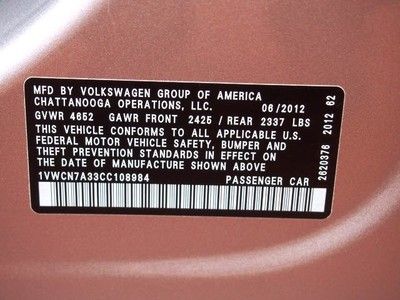 MFD BY VOLKSWAGEN GROUP OF AMERICA
CHATTANOOGA OPERATIONS, LLC. 06/2012
GVWR 4652 GAWR FRONT 2425 / REAR 2337 LBS
THIS VEHICLE CONFORMS TO ALL APPLICABLE U.S.
FEDERAL MOTOR VEHICLE SAFETY, BUMPER AND
THEFT PREVENTION STANDARDS IN EFFECT ON
THE DATE OF MANUFACTURE SHOWN ABOVE
1VWCN7A33CC108984 PASSENGER CAR
2620376 2012 62